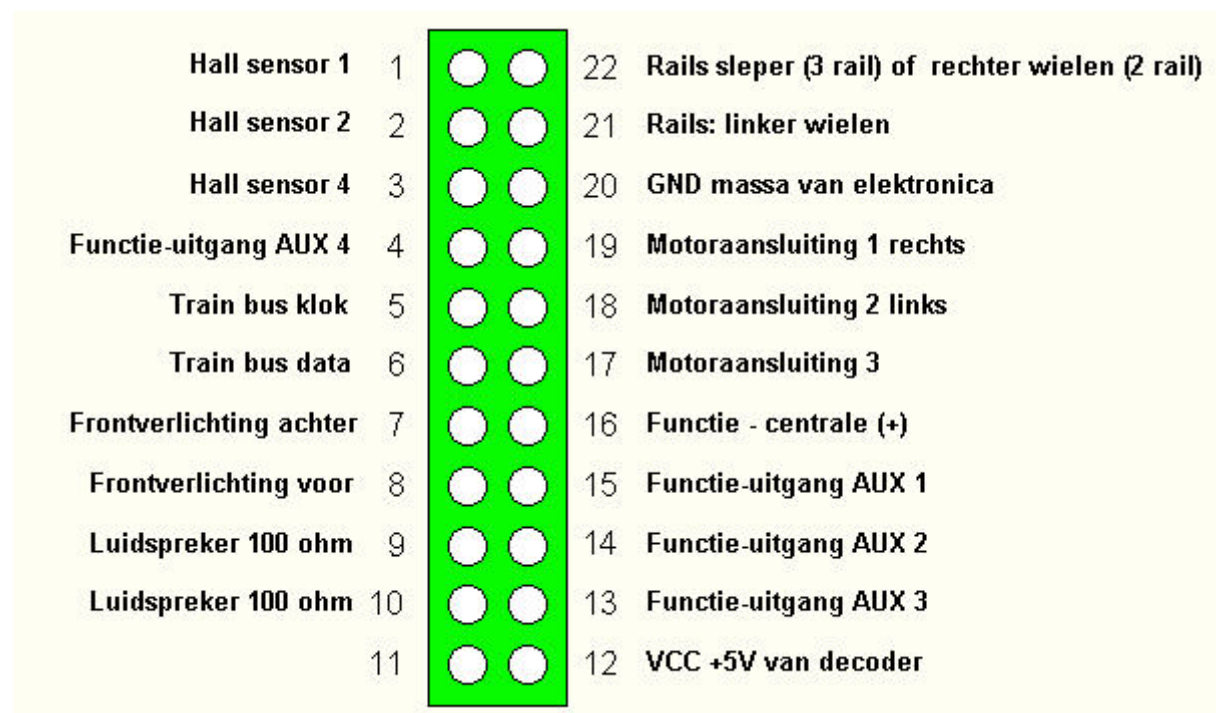 Hall sensor 1 1 22 Rails sleper (3 rail) of rechter wielen (2 rail)
Hall sensor 2 2 21 Rails: linker wielen
Hall sensor 4 3 20 GND massa van elektronica
Functie-uitgang AUX 4 4 19 Motoraansluiting 1 rechts
Train bus klok 5 18 Motoraansluiting 2 links
Train bus data 6 17 Motoraansluiting 3
Frontverlichting achter 7 16 Functie - centrale (+)
Frontverlichting voor 8 15 Functie-uitgang AUX 1
Luidspreker 100 ohm 9 14 Functie-uitgang AUX 2
Luidspreker 100 ohm 10 13 Functie-uitgang AUX 3
11 12 VCC +5V van decoder